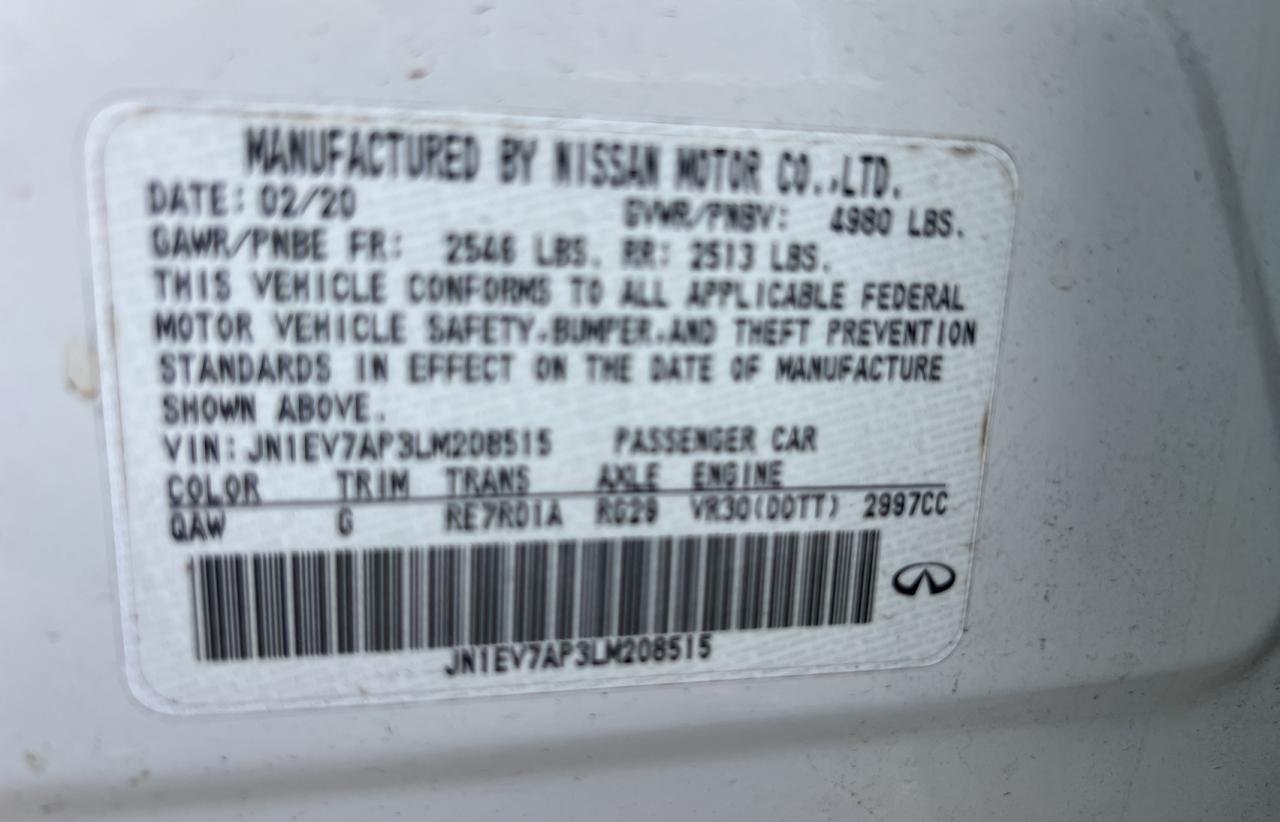 MANUFACTURED BY NISSAN MOTOR CO.,LTD.
DATE: 02/20 GVWR/PNBV: 4980 LBS.
GAWR/PNBE FR: 2546 LBS. RR: 2513 LBS.
THIS VEHICLE CONFORMS TO ALL APPLICABLE FEDERAL
MOTOR VEHICLE SAFETY,BUMPER,AND THEFT PREVENTION
STANDARDS IN EFFECT ON THE DATE OF MANUFACTURE
SHOWN ABOVE.
VIN:JN1EV7AP3LM208515 PASSENGER CAR
COLOR TRIM TRANS AXLE ENGINE
QAW G RE7R01A RG29 VR30(DDTT) 2997CC
JN1EV7AP3LM208515